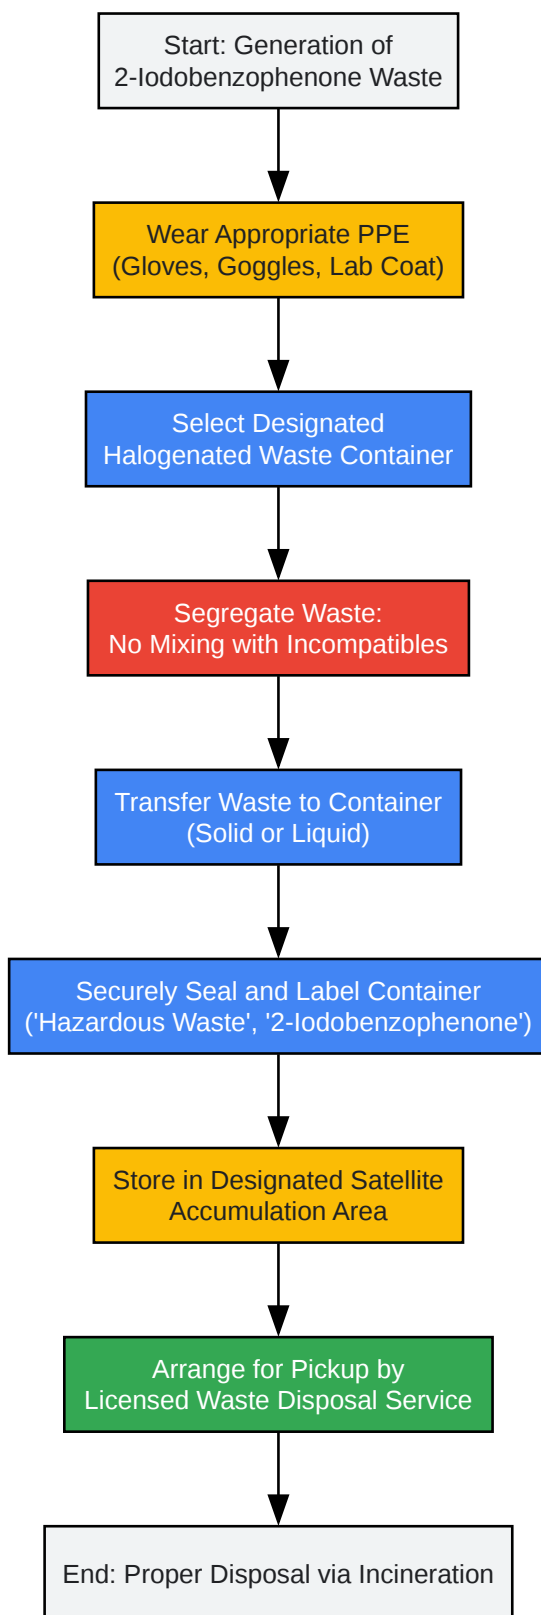 Start: Generation of
2-Iodobenzophenone Waste
Wear Appropriate PPE
(Gloves, Goggles, Lab Coat)
Select Designated
Halogenated Waste Container
Segregate Waste:
No Mixing with Incompatibles
Transfer Waste to Container
(Solid or Liquid)
Securely Seal and Label Container
('Hazardous Waste', '2-Iodobenzophenone')
Store in Designated Satellite
Accumulation Area
Arrange for Pickup by
Licensed Waste Disposal Service
End: Proper Disposal via Incineration